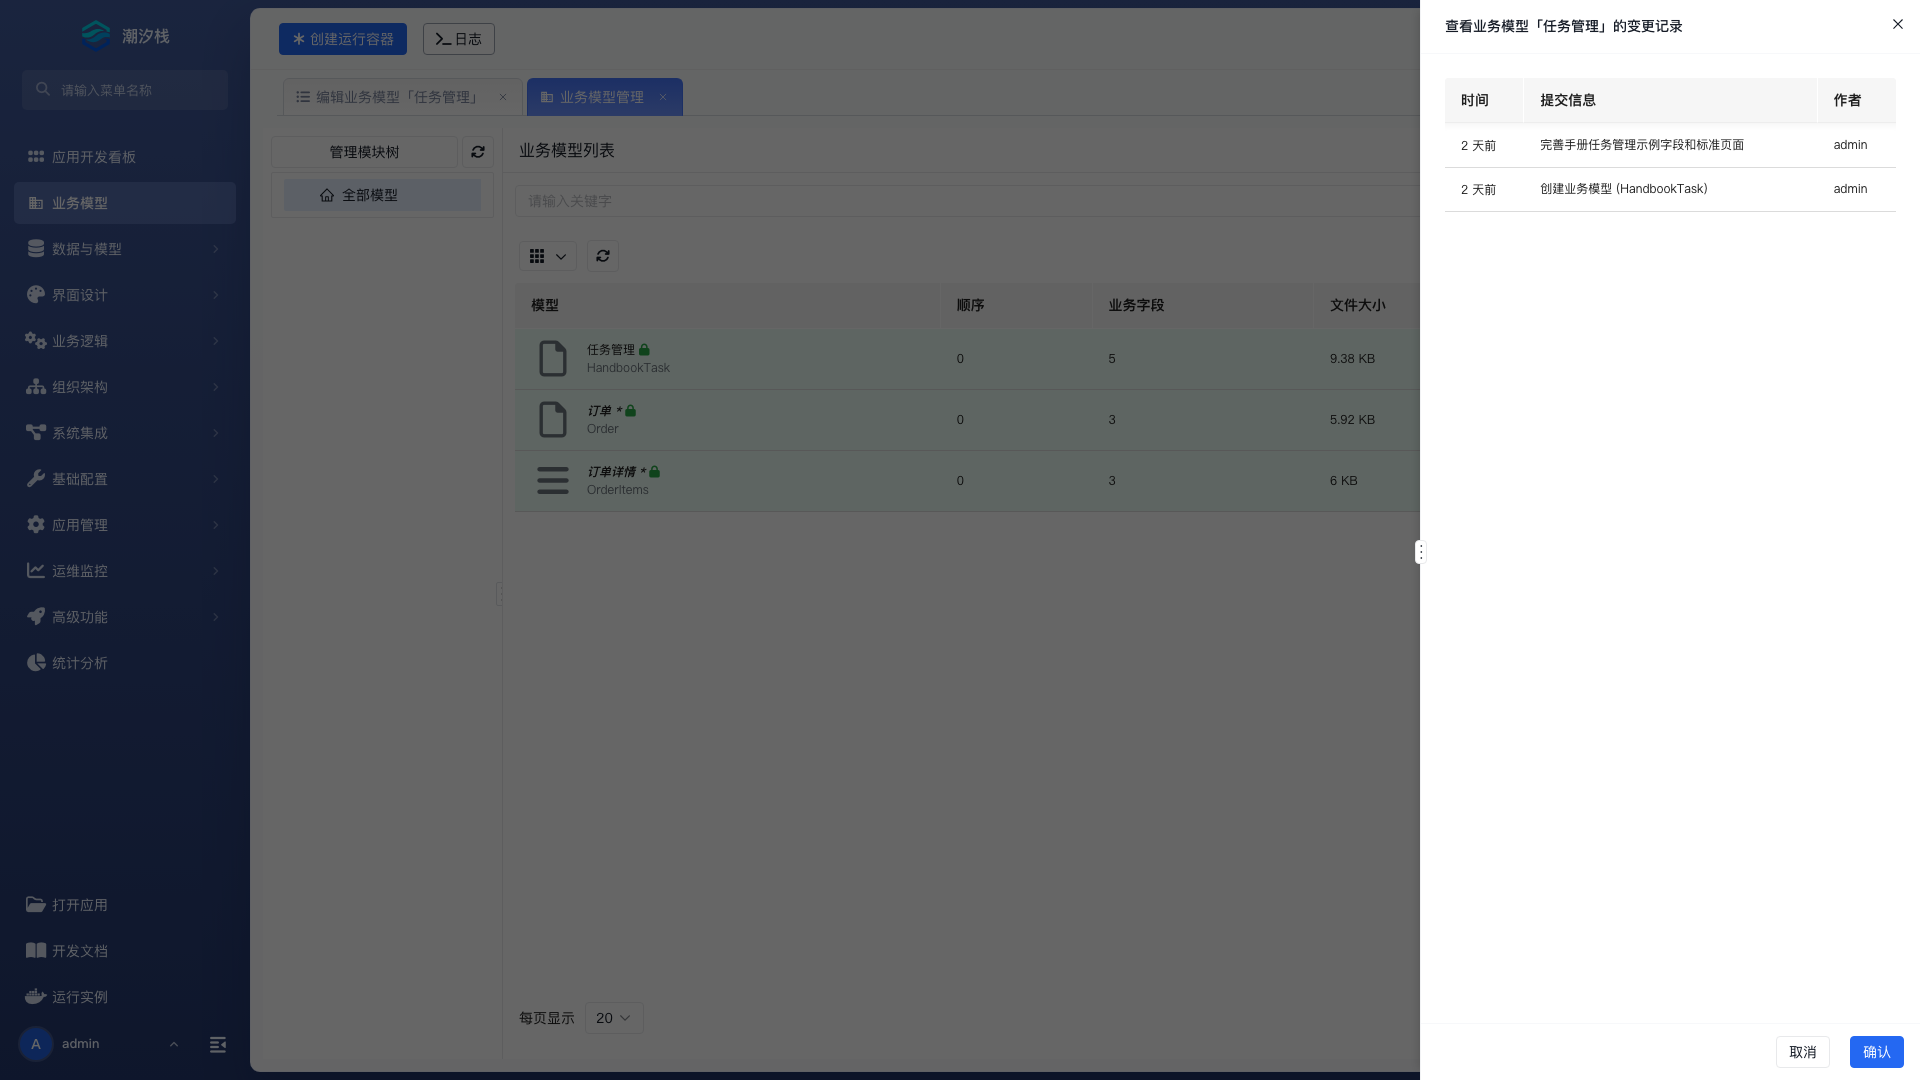 潮汐栈
请输入菜单名称
应用开发看板
业务模型
数据与模型
界面设计
业务逻辑
组织架构
系统集成
基础配置
应用管理
运维监控
高级功能
统计分析
打开应用
开发文档
运行实例
A admin
创建运行容器 日志
编辑业务模型「任务管理」 业务模型管理
管理模块树
全部模型
业务模型列表
请输入关键字
模型 顺序 业务字段 文件大小
任务管理
HandbookTask 0 5 9.38 KB
订单 *
Order 0 3 5.92 KB
订单详情 *
OrderItems 0 3 6 KB
每页显示 20
查看业务模型「任务管理」的变更记录
时间 提交信息 作者
2 天前 完善手册任务管理示例字段和标准页面 admin
2 天前 创建业务模型 (HandbookTask) admin
取消 确认